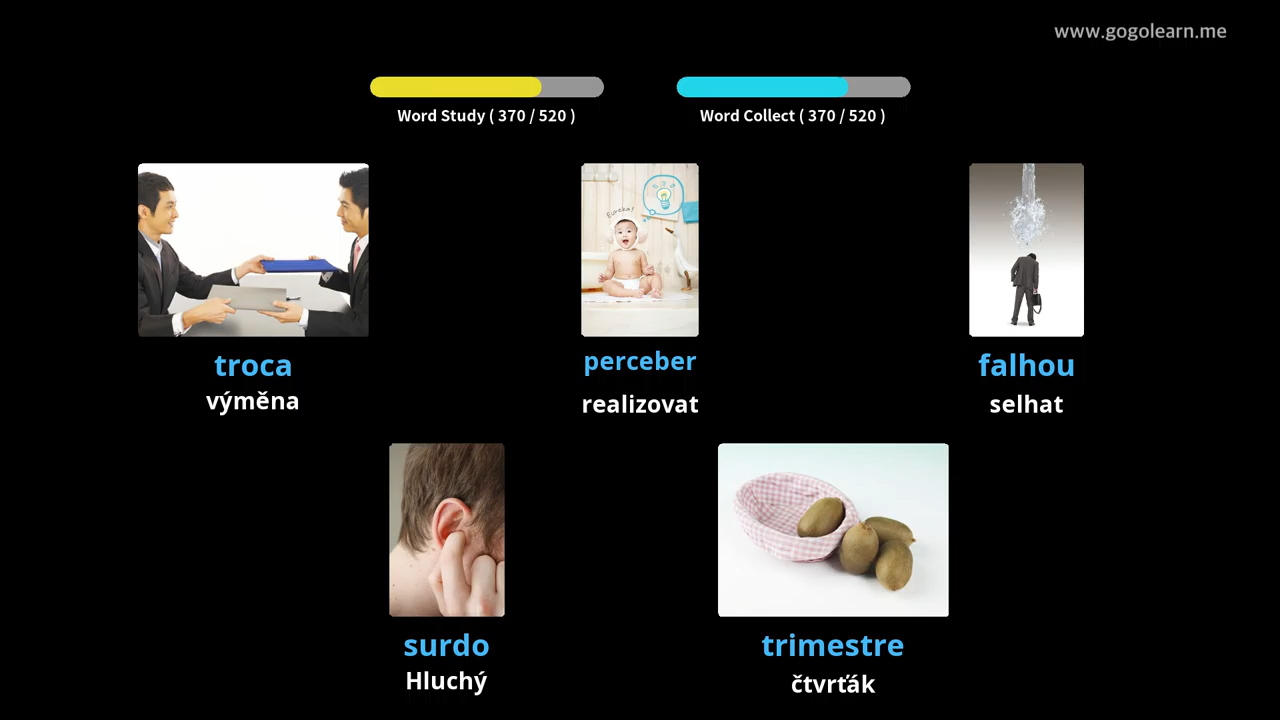 www.gogolearn.me
Word Study ( 370 / 520 )
Word Collect ( 370 / 520 )
Eureka!
troca
výměna
perceber
realizovat
falhou
selhat
surdo
Hluchý
trimestre
čtvrťák